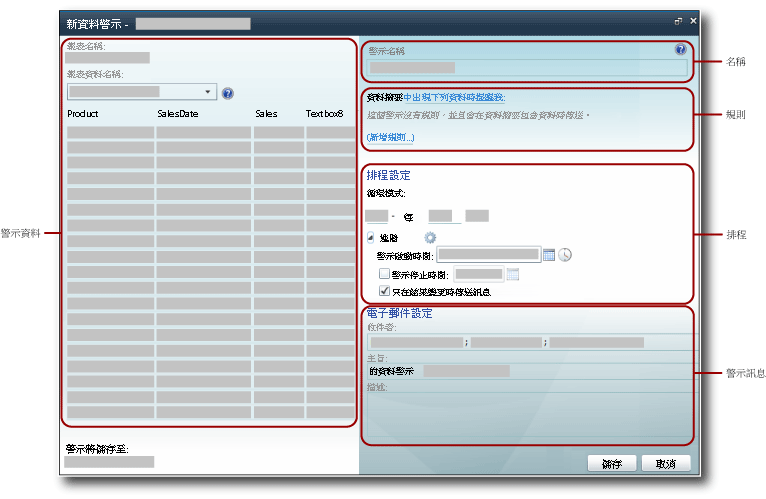 新資料警示 -
報表名稱:
報表資料名稱:
Product SalesDate Sales Textbox8
警示將儲存至:
警示名稱
資料摘要中出現下列資料時提醒我:
這個警示沒有規則，並且會在資料摘要包含資料時傳送。
(新增規則...)
排程設定
循環模式:
- 每
進階
警示啟動時間:
警示停止時間:
只在結果變更時傳送訊息
電子郵件設定
收件者:
; ;
主旨:
的資料警示
描述:
儲存 取消
警示資料
名稱
規則
排程
警示訊息